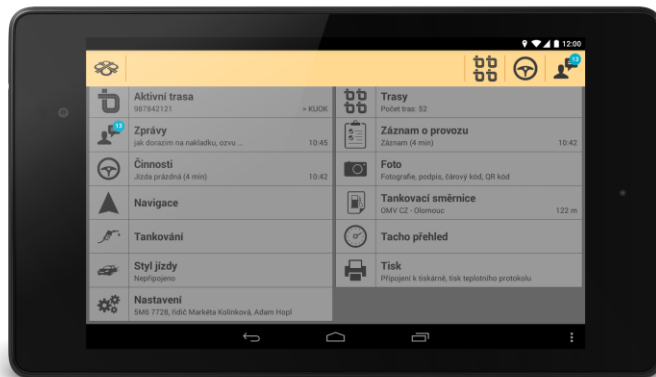 12:00
13
Aktivní trasa
987842121
» KUOK
Trasy
Počet tras: 52
13
Zprávy
jak dorazim na nakladku, ozvu ...
10:45
Záznam o provozu
Záznam (4 min)
10:42
Činnosti
Jízda prázdná (4 min)
10:42
Foto
Fotografie, podpis, čárový kód, QR kód
Navigace
Tankovací směrnice
OMV CZ - Olomouc
122 m
Tankování
Tacho přehled
Styl jízdy
Nepřipojeno
Tisk
Připojení k tiskárně, tisk teplotního protokolu
Nastavení
5M6 7728, řidič Markéta Kolínková, Adam Hopl